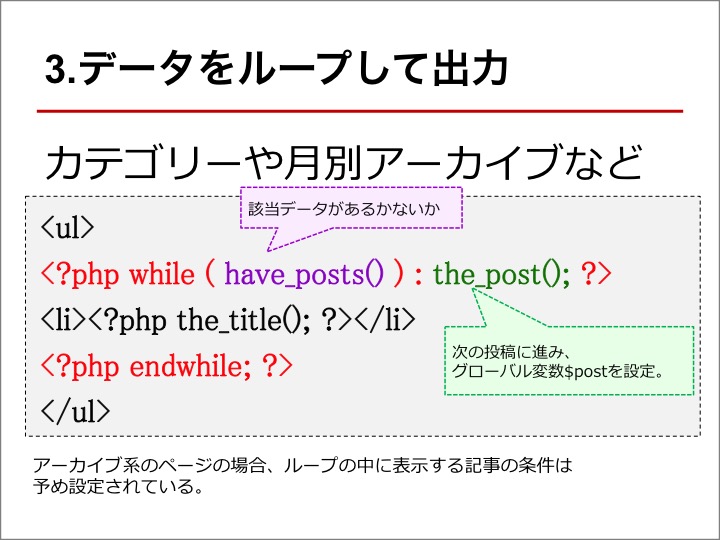 3.データをループして出力
カテゴリーや月別アーカイブなど
該当データがあるかないか
<ul>
<?php while ( have_posts() ) : the_post(); ?>
<li><?php the_title(); ?></li>
次の投稿に進み、
グローバル変数$postを設定。
<?php endwhile; ?>
</ul>
アーカイブ系のページの場合、ループの中に表示する記事の条件は
予め設定されている。